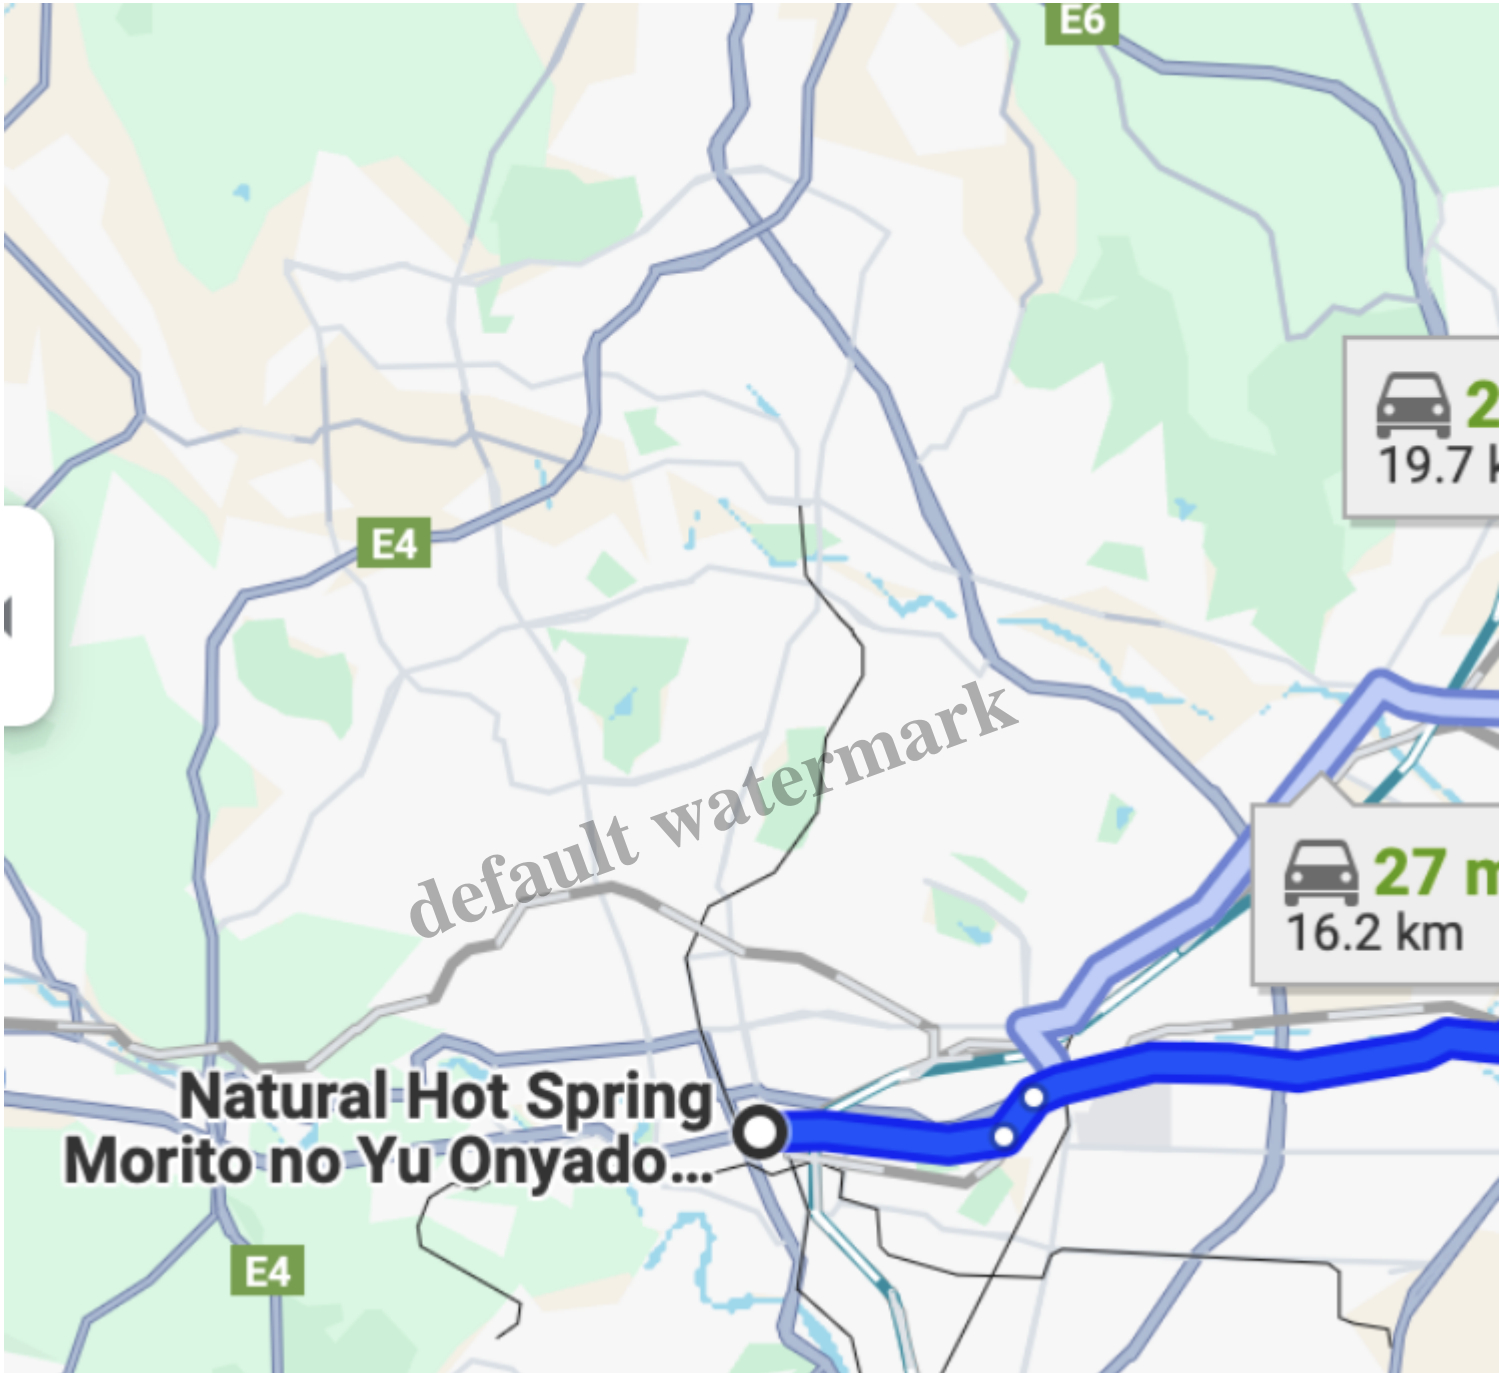 E6
2
19.7 k
E4
default watermark
27 m
16.2 km
Natural Hot Spring
Morito no Yu Onyado...
E4